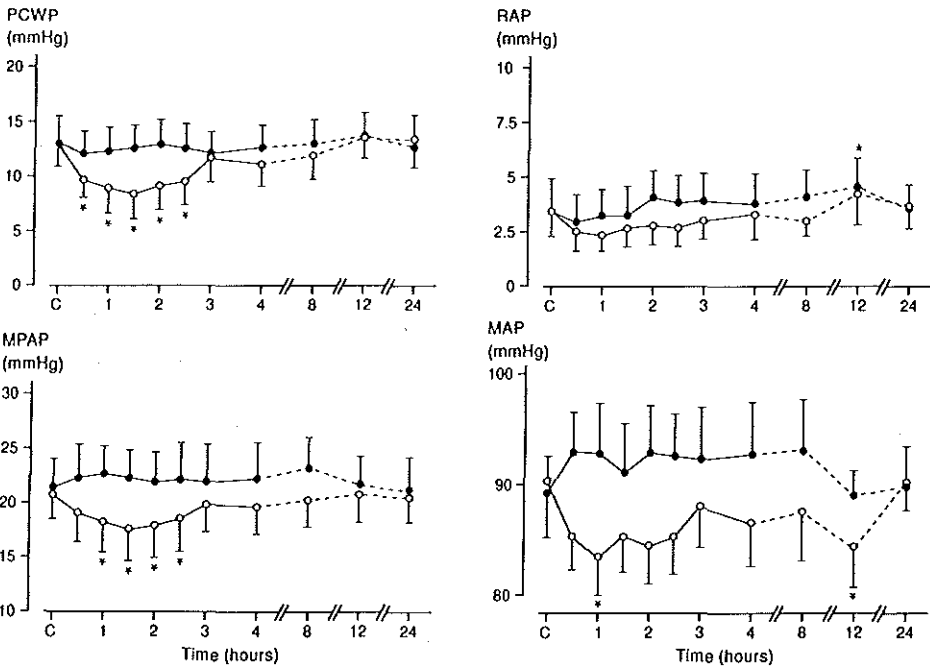 PCWP
(mmHg)
20
15
10
5
0
* * * * *
C 1 2 3 4 8 12 24
RAP
(mmHg)
10
7.5
5
2.5
0
*
C 1 2 3 4 8 12 24
MPAP
(mmHg)
30
25
20
15
10
* * * *
C 1 2 3 4 8 12 24
Time (hours)
MAP
(mmHg)
100
90
80
* *
C 1 2 3 4 8 12 24
Time (hours)